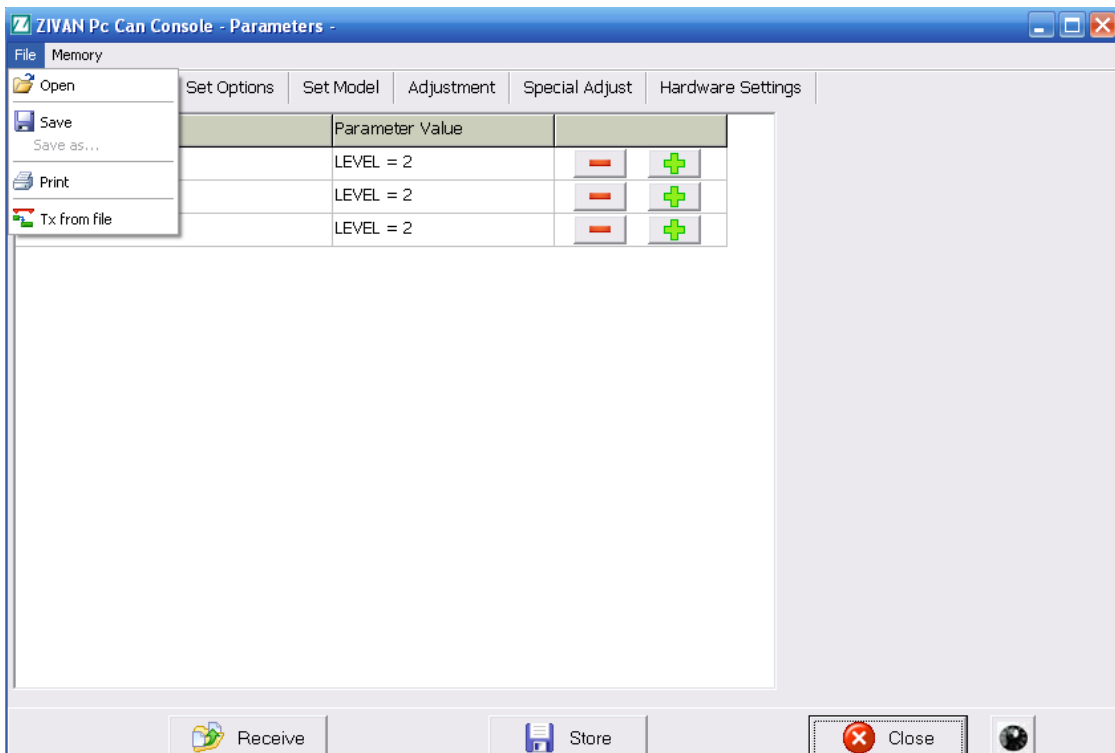 ZIVAN Pc Can Console - Parameters -
File Memory
Open
Save
Save as...
Print
Tx from file
Set Options Set Model Adjustment Special Adjust Hardware Settings
Parameter Value
LEVEL = 2
LEVEL = 2
LEVEL = 2
Receive Store Close